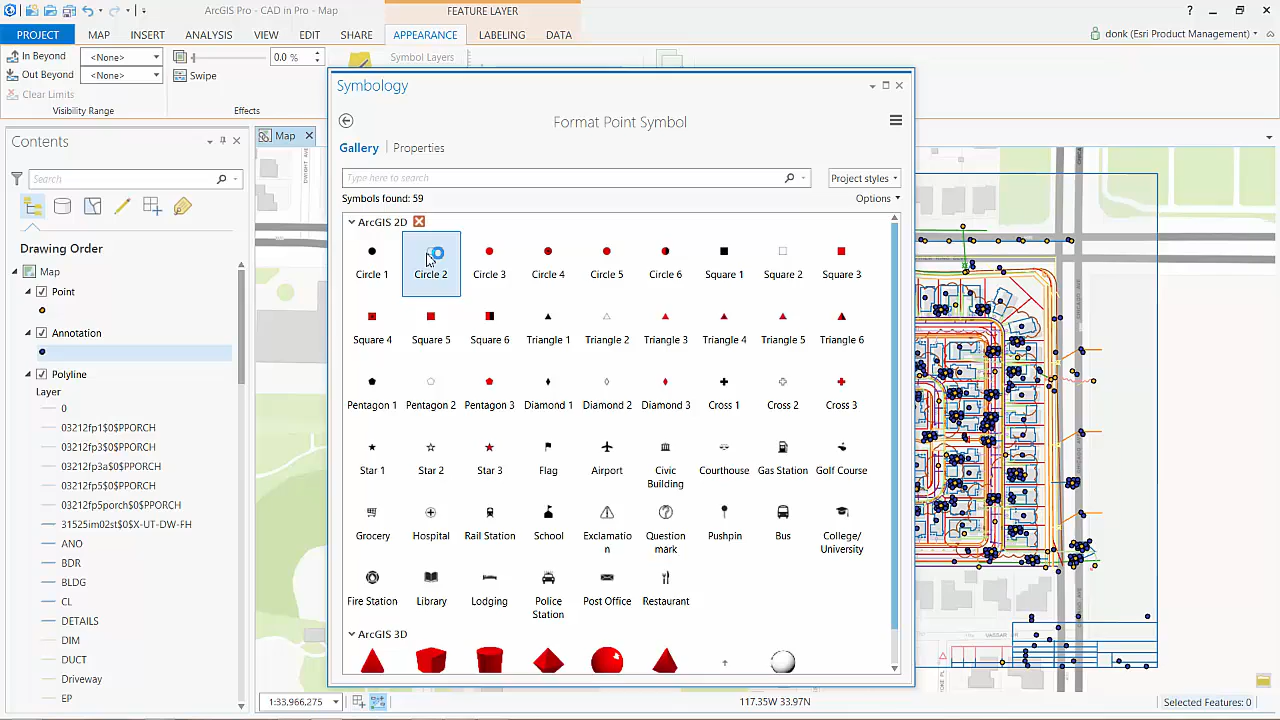 ArcGIS Pro - CAD in Pro - Map
FEATURE LAYER
PROJECT
MAP
INSERT
ANALYSIS
VIEW
EDIT
SHARE
APPEARANCE
LABELING
DATA
donk (Esri Product Management)
In Beyond
<None>
0.0 %
Symbol Layers
Out Beyond
<None>
Swipe
Clear Limits
Visibility Range
Effects
Symbology
Format Point Symbol
Gallery
Properties
Type here to search
Project styles
Symbols found: 59
Options
ArcGIS 2D
Circle 1
Circle 2
Circle 3
Circle 4
Circle 5
Circle 6
Square 1
Square 2
Square 3
Square 4
Square 5
Square 6
Triangle 1
Triangle 2
Triangle 3
Triangle 4
Triangle 5
Triangle 6
Pentagon 1
Pentagon 2
Pentagon 3
Diamond 1
Diamond 2
Diamond 3
Cross 1
Cross 2
Cross 3
Star 1
Star 2
Star 3
Flag
Airport
Civic
Building
Courthouse
Gas Station
Golf Course
Grocery
Hospital
Rail Station
School
Exclamatio
n
Question
mark
Pushpin
Bus
College/
University
Fire Station
Library
Lodging
Police
Station
Post Office
Restaurant
ArcGIS 3D
Contents
Map
Search
Drawing Order
Map
Point
Annotation
Polyline
Layer
0
03212fp1$0$PPORCH
03212fp3$0$PPORCH
03212fp3a$0$PPORCH
03212fp5$0$PPORCH
03212fp5porch$0$PPORCH
31525im02st$0$X-UT-DW-FH
ANO
BDR
BLDG
CL
DETAILS
DIM
DUCT
Driveway
EP
1:33,966,275
117.35W 33.97N
Selected Features: 0